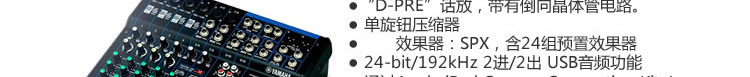 ● “D-PRE”话放，带有倒向晶体管电路。
● 单旋钮压缩器
● 效果器：SPX，含24组预置效果器
● 24-bit/192kHz 2进/2出 USB音频功能
YAMAHA